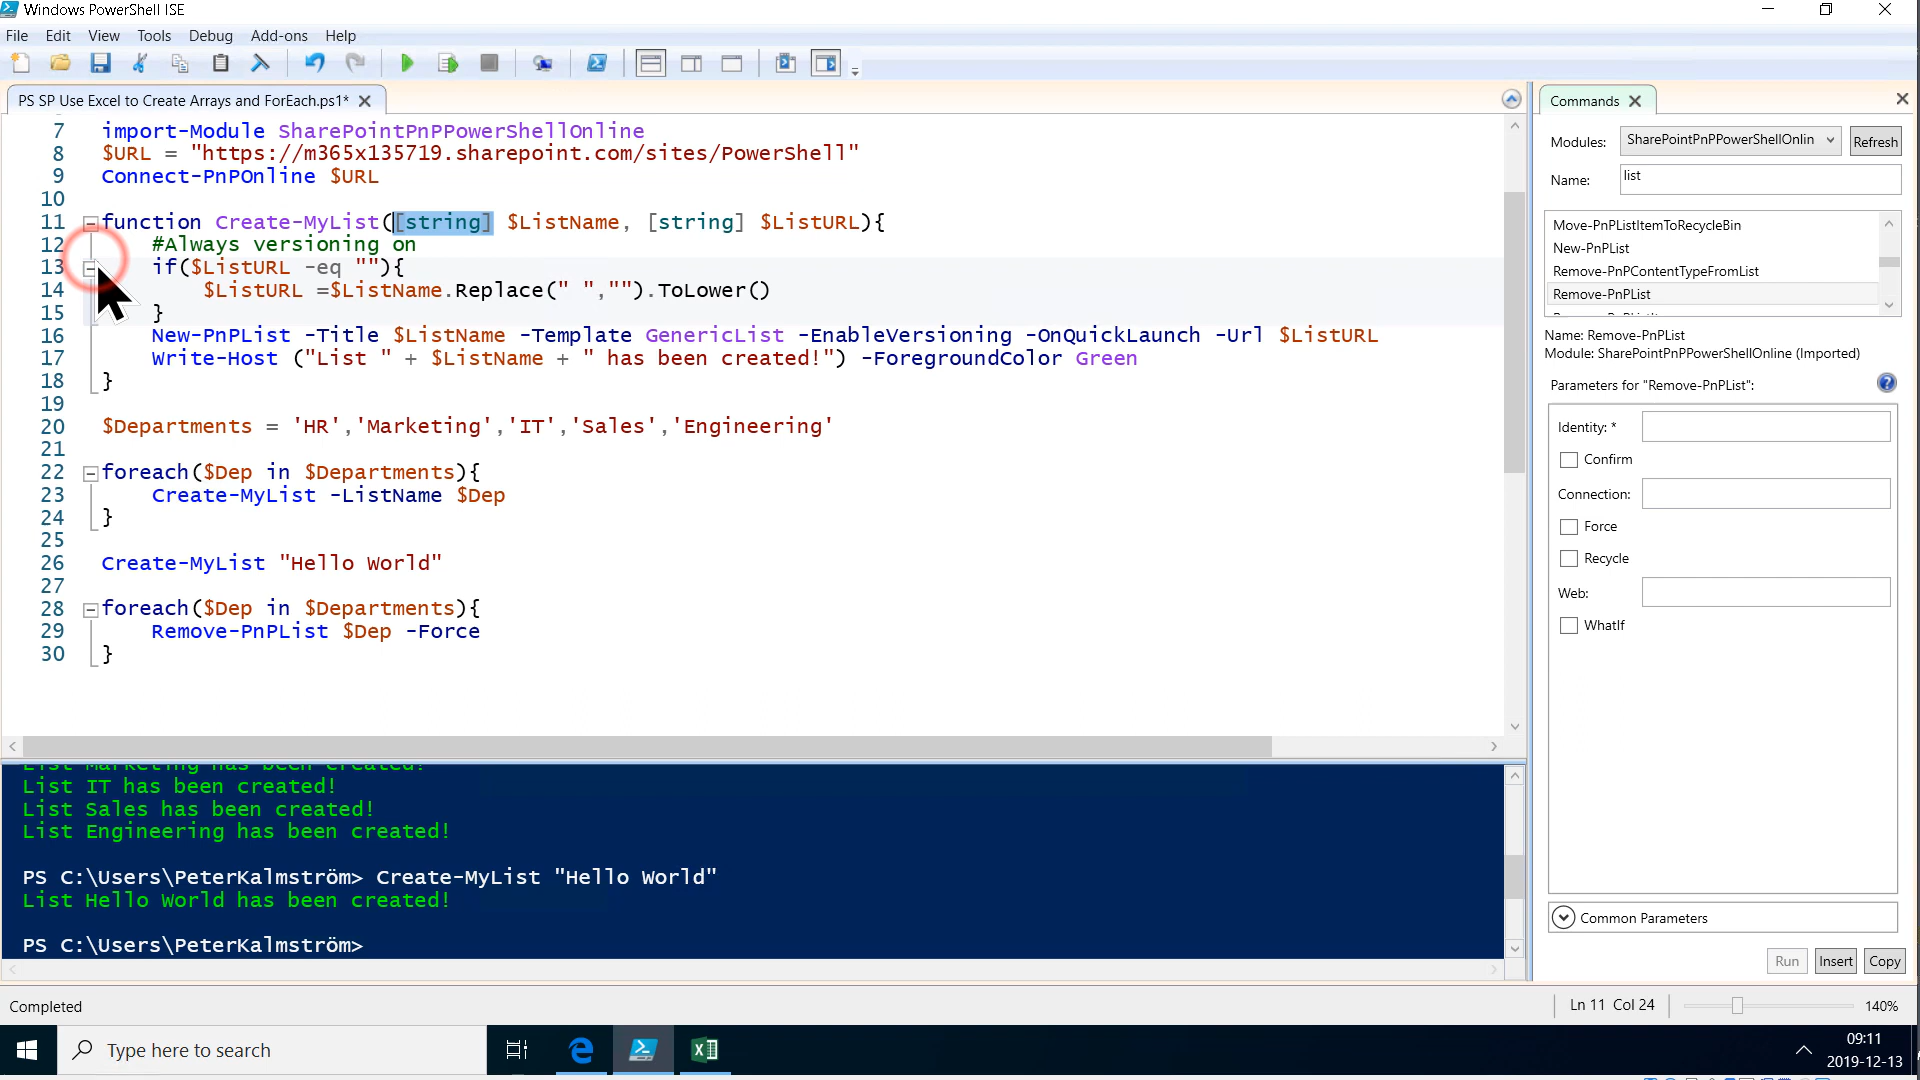 Windows PowerShell ISE
File Edit View Tools Debug Add-ons Help
PS SP Use Excel to Create Arrays and ForEach.ps1*
7 import-Module SharePointPnPPowerShellOnline
8 $URL = "https://m365x135719.sharepoint.com/sites/PowerShell"
9 Connect-PnPOnline $URL
10
11 function Create-MyList([string] $ListName, [string] $ListURL){
12 #Always versioning on
13 if($ListURL -eq ""){
14 $ListURL =$ListName.Replace(" ","").ToLower()
15 }
16 New-PnPList -Title $ListName -Template GenericList -EnableVersioning -OnQuickLaunch -Url $ListURL
17 Write-Host ("List " + $ListName + " has been created!") -ForegroundColor Green
18 }
19
20 $Departments = 'HR','Marketing','IT','Sales','Engineering'
21
22 foreach($Dep in $Departments){
23 Create-MyList -ListName $Dep
24 }
25
26 Create-MyList "Hello World"
27
28 foreach($Dep in $Departments){
29 Remove-PnPList $Dep -Force
30 }
List Marketing has been created!
List IT has been created!
List Sales has been created!
List Engineering has been created!
PS C:\Users\PeterKalmström> Create-MyList "Hello World"
List Hello World has been created!
PS C:\Users\PeterKalmström>
Commands
Modules: SharePointPnPPowerShellOnlin Refresh
Name: list
Move-PnPListItemToRecycleBin
New-PnPList
Remove-PnPContentTypeFromList
Remove-PnPList
Name: Remove-PnPList
Module: SharePointPnPPowerShellOnline (Imported)
Parameters for "Remove-PnPList":
Identity: *
Confirm
Connection:
Force
Recycle
Web:
WhatIf
Common Parameters
Run Insert Copy
Completed
Ln 11 Col 24
140%
Type here to search
09:11
2019-12-13